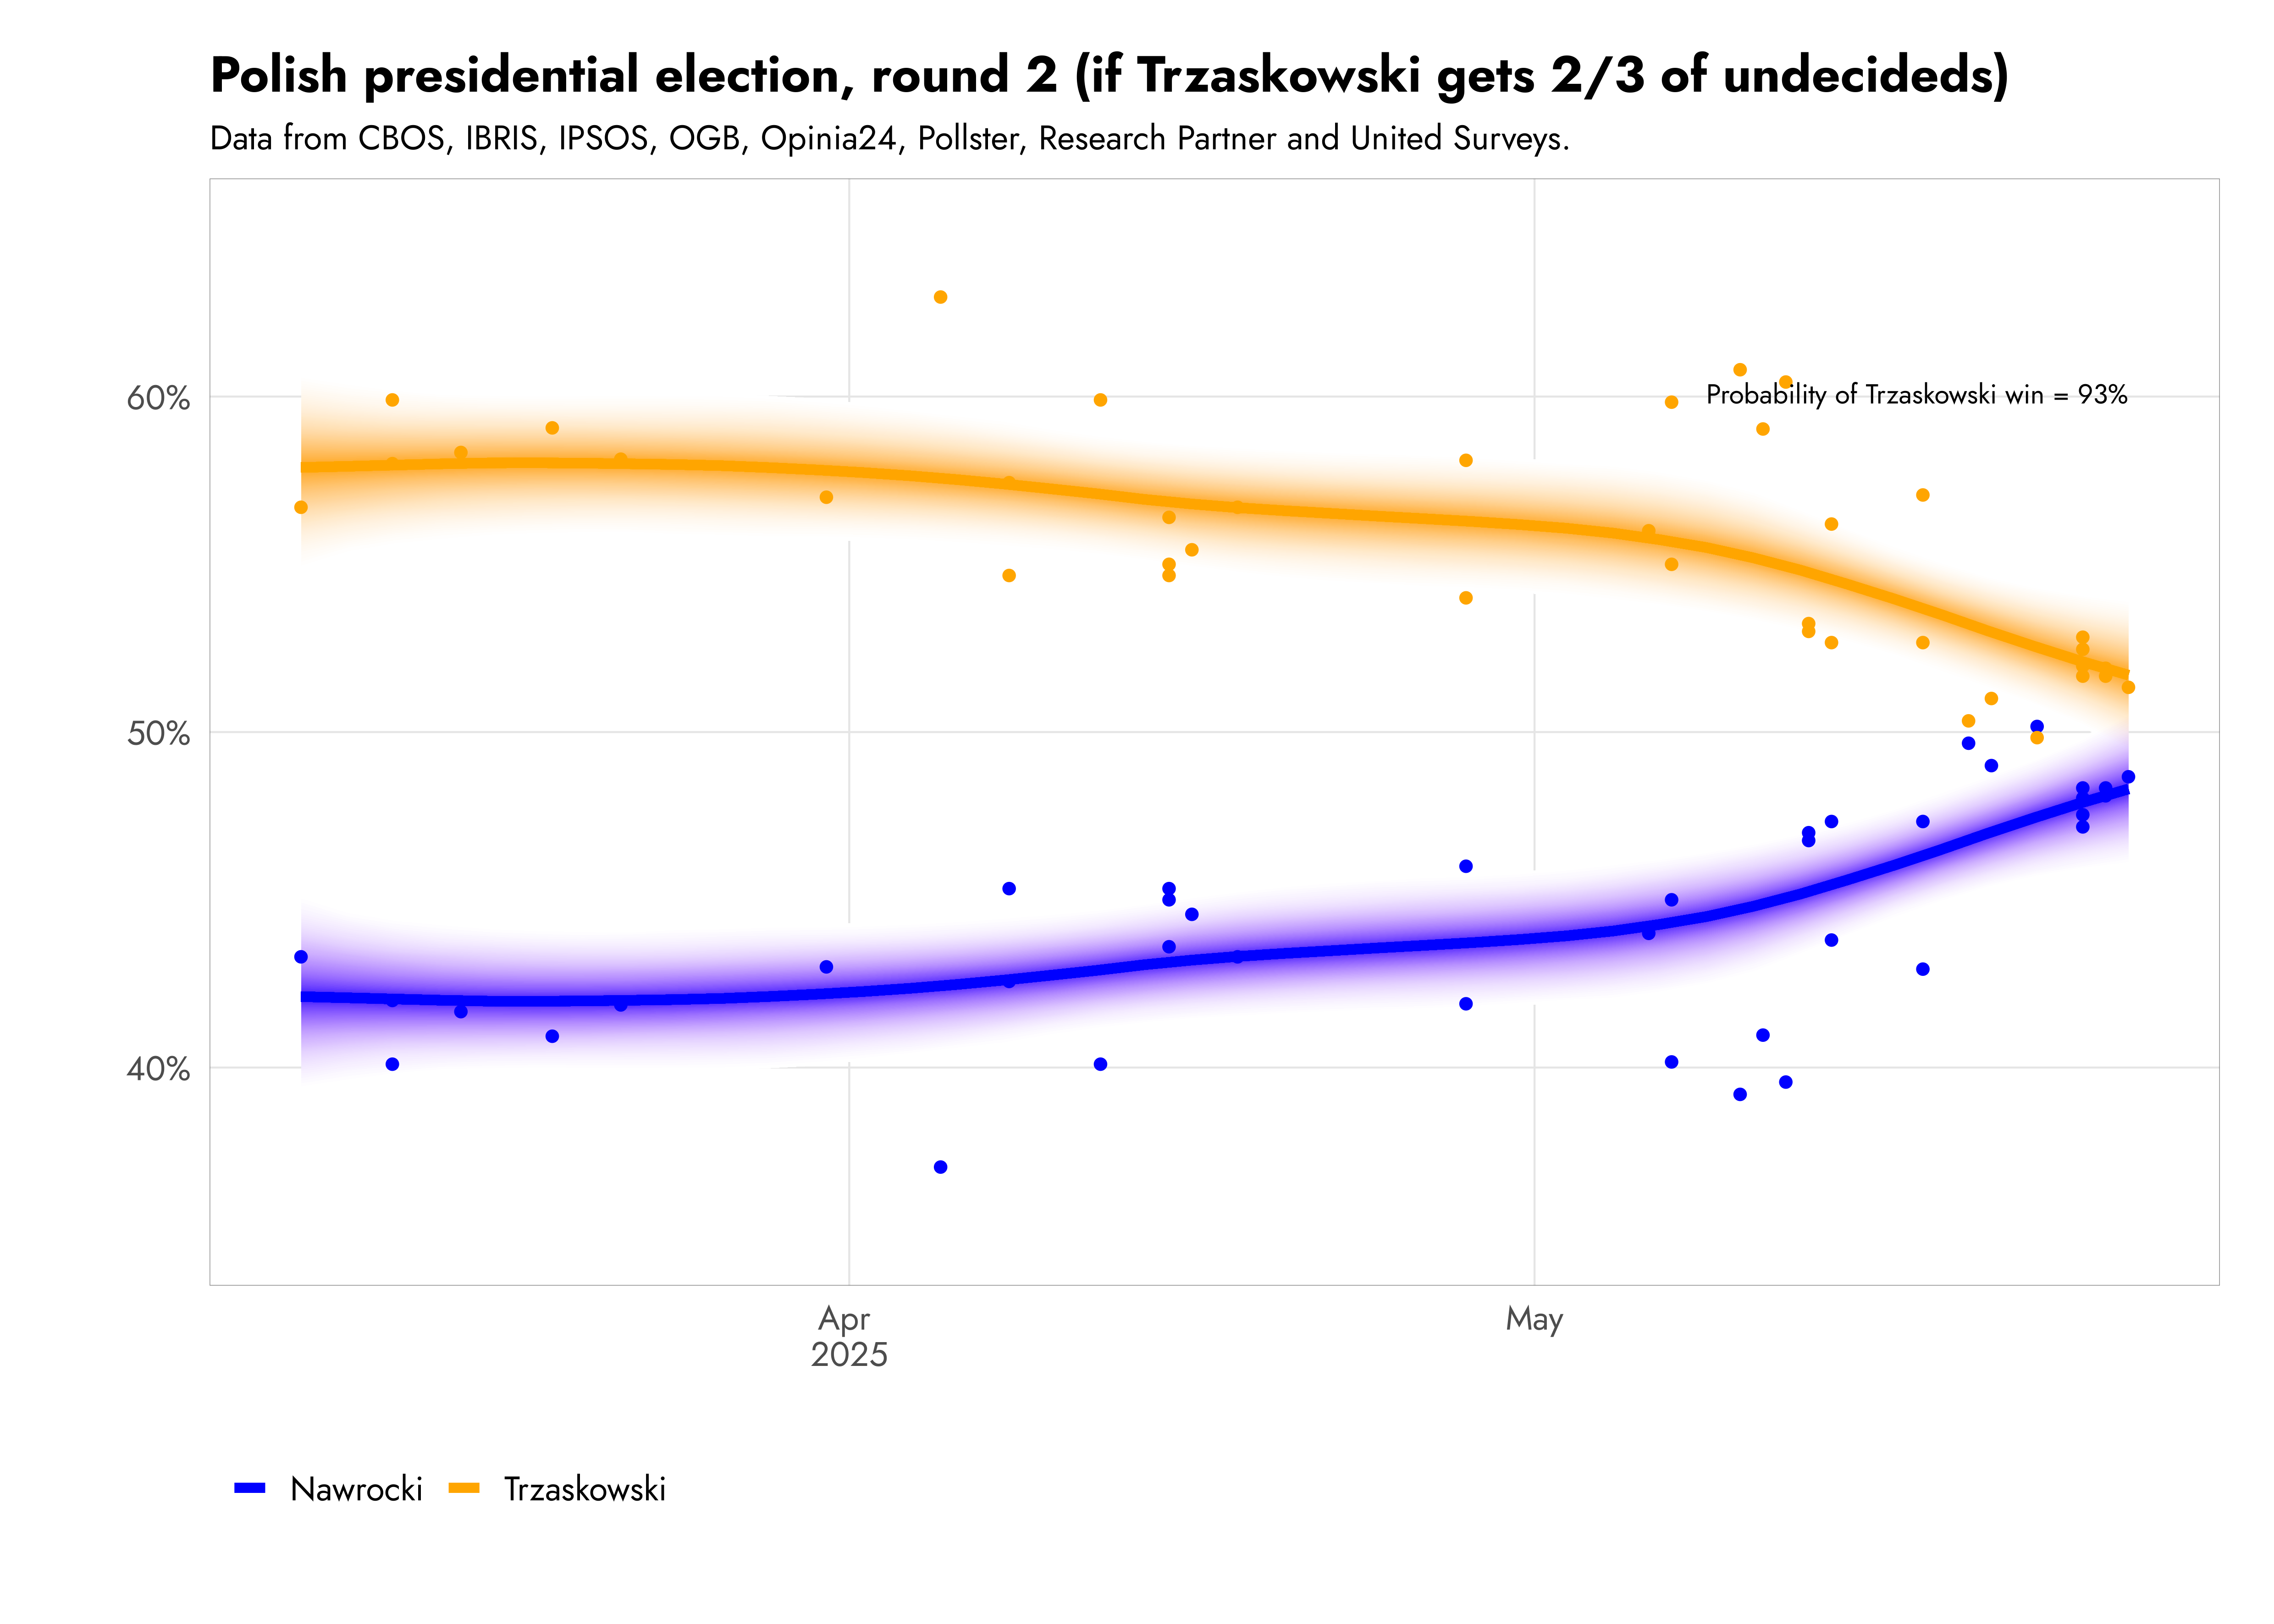 Polish presidential election, round 2 (if Trzaskowski gets 2/3 of undecideds)
Data from CBOS, IBRIS, IPSOS, OGB, Opinia24, Pollster, Research Partner and United Surveys.
60%
Probability of Trzaskowski win = 93%
50%
40%
Apr
2025
May
Nawrocki
Trzaskowski